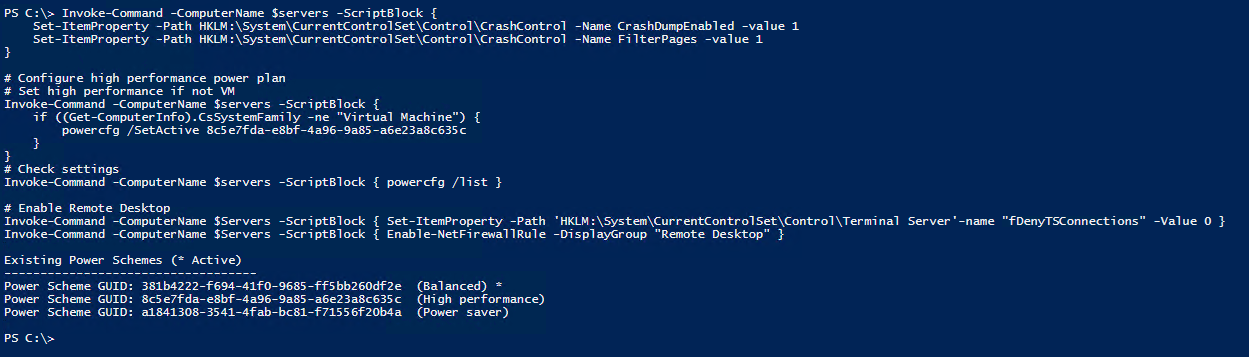 PS C:\> Invoke-Command -ComputerName $servers -ScriptBlock {
    Set-ItemProperty -Path HKLM:\System\CurrentControlSet\Control\CrashControl -Name CrashDumpEnabled -value 1
    Set-ItemProperty -Path HKLM:\System\CurrentControlSet\Control\CrashControl -Name FilterPages -value 1
}
# Configure high performance power plan
# Set high performance if not VM
Invoke-Command -ComputerName $servers -ScriptBlock {
    if ((Get-ComputerInfo).CsSystemFamily -ne "Virtual Machine") {
        powercfg /SetActive 8c5e7fda-e8bf-4a96-9a85-a6e23a8c635c
    }
}
# Check settings
Invoke-Command -ComputerName $servers -ScriptBlock { powercfg /list }
# Enable Remote Desktop
Invoke-Command -ComputerName $Servers -ScriptBlock { Set-ItemProperty -Path 'HKLM:\System\CurrentControlSet\Control\Terminal Server'-name "fDenyTSConnections" -Value 0 }
Invoke-Command -ComputerName $Servers -ScriptBlock { Enable-NetFirewallRule -DisplayGroup "Remote Desktop" }
Existing Power Schemes (* Active)
-----------------------------------
Power Scheme GUID: 381b4222-f694-41f0-9685-ff5bb260df2e  (Balanced) *
Power Scheme GUID: 8c5e7fda-e8bf-4a96-9a85-a6e23a8c635c  (High performance)
Power Scheme GUID: a1841308-3541-4fab-bc81-f71556f20b4a  (Power saver)
PS C:\>